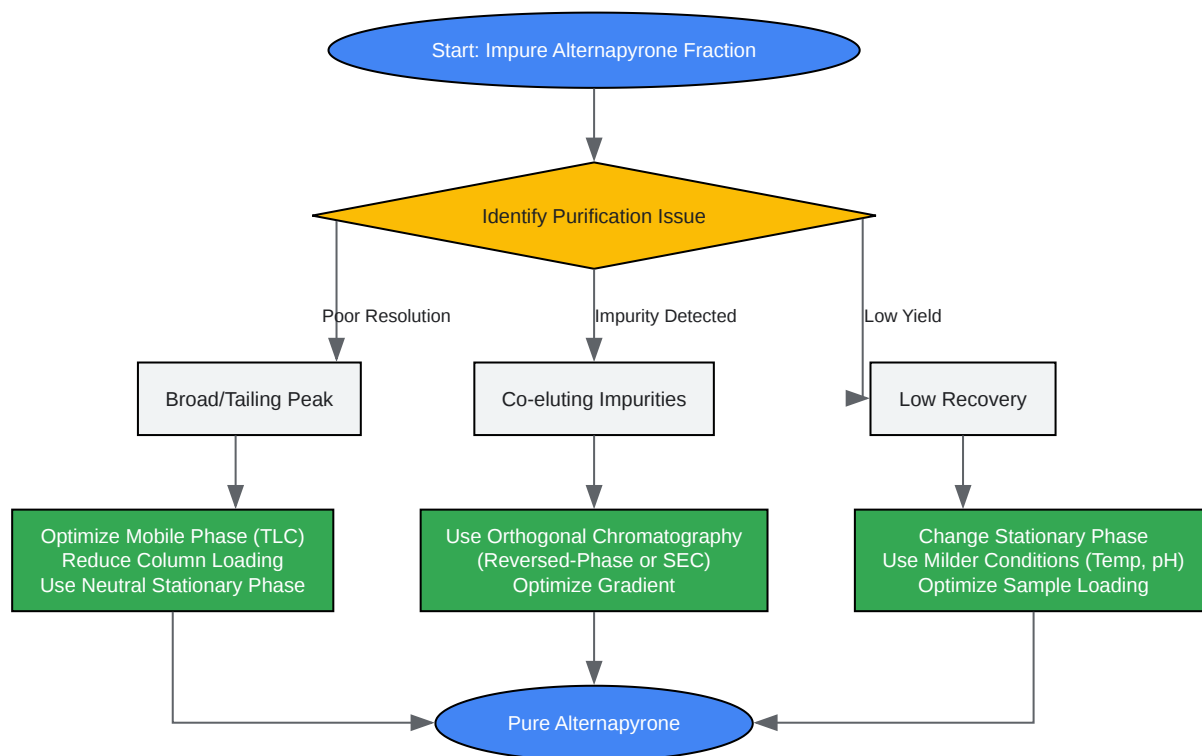 Start: Impure Alternapyrone Fraction
Identify Purification Issue
Poor Resolution
Impurity Detected
Low Yield
Broad/Tailing Peak
Co-eluting Impurities
Low Recovery
Optimize Mobile Phase (TLC)
Reduce Column Loading
Use Neutral Stationary Phase
Use Orthogonal Chromatography
(Reversed-Phase or SEC)
Optimize Gradient
Change Stationary Phase
Use Milder Conditions (Temp, pH)
Optimize Sample Loading
Pure Alternapyrone